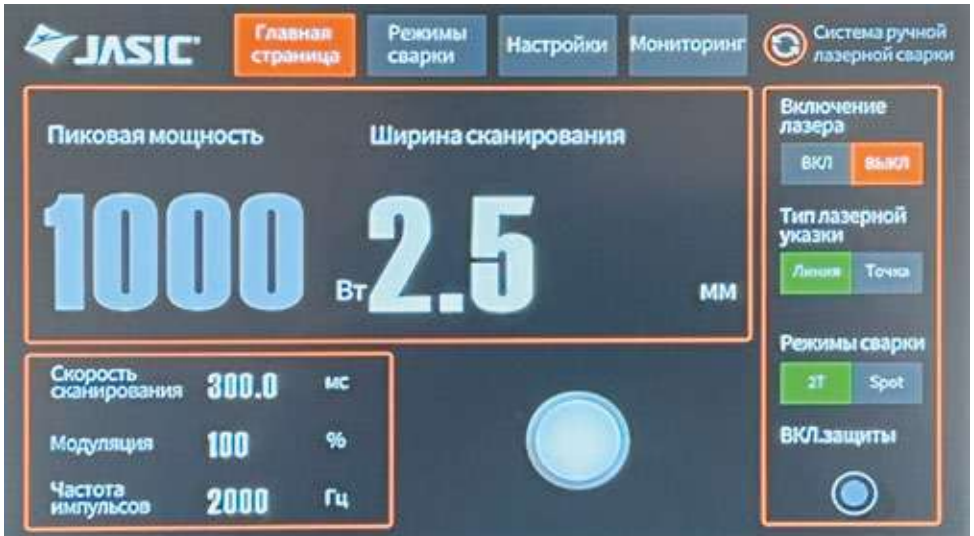 JASIC
Главная
страница
Режимы
сварки
Настройки
Мониторинг
Система ручной
лазерной сварки
Пиковая мощность
Ширина сканирования
1000
Вт
2.5
мм
Скорость
сканирования
300.0
мс
Модуляция
100
%
Частота
импульсов
2000
Гц
Включение
лазера
ВКЛ
ВЫКЛ
Тип лазерной
указки
Линия
Точка
Режимы сварки
2T
Spot
ВКЛ.защиты